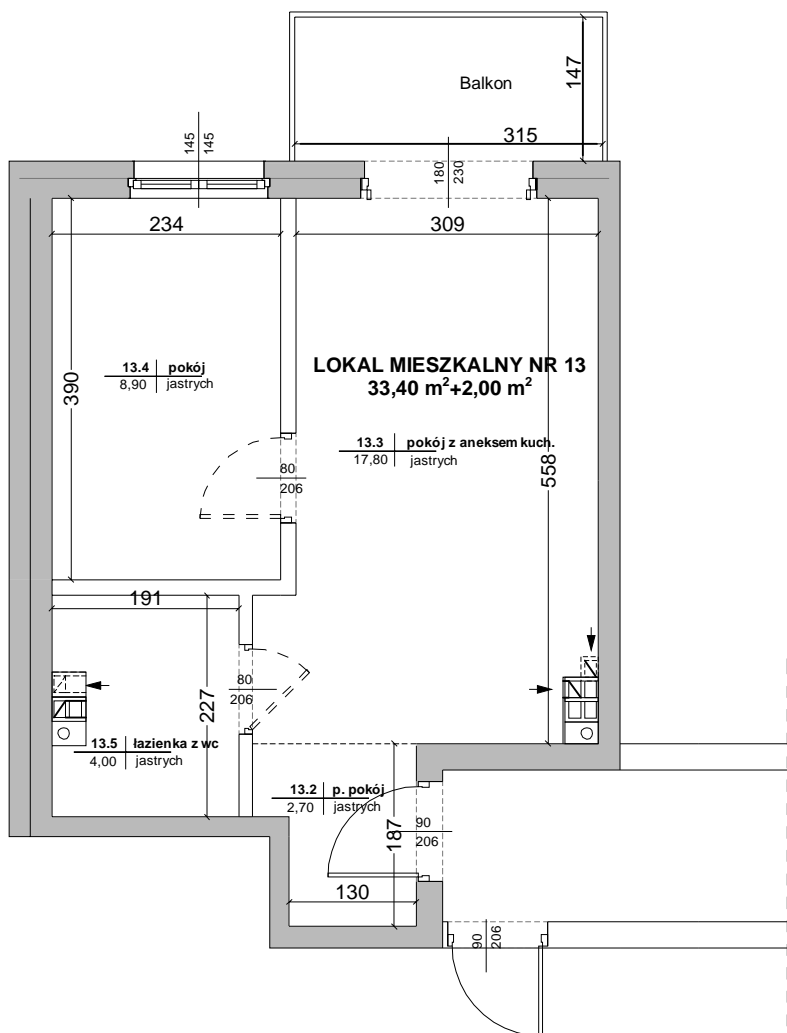 Balkon
147
315
145
145
180
230
234
309
LOKAL MIESZKALNY NR 13
33,40 m²+2,00 m²
13.4 pokój
8,90 jastrych
390
13.3 pokój z aneksem kuch.
17,80 jastrych
558
80
206
191
80
206
227
13.5 łazienka z wc
4,00 jastrych
13.2 p. pokój
2,70 jastrych
187
90
206
130
90
206